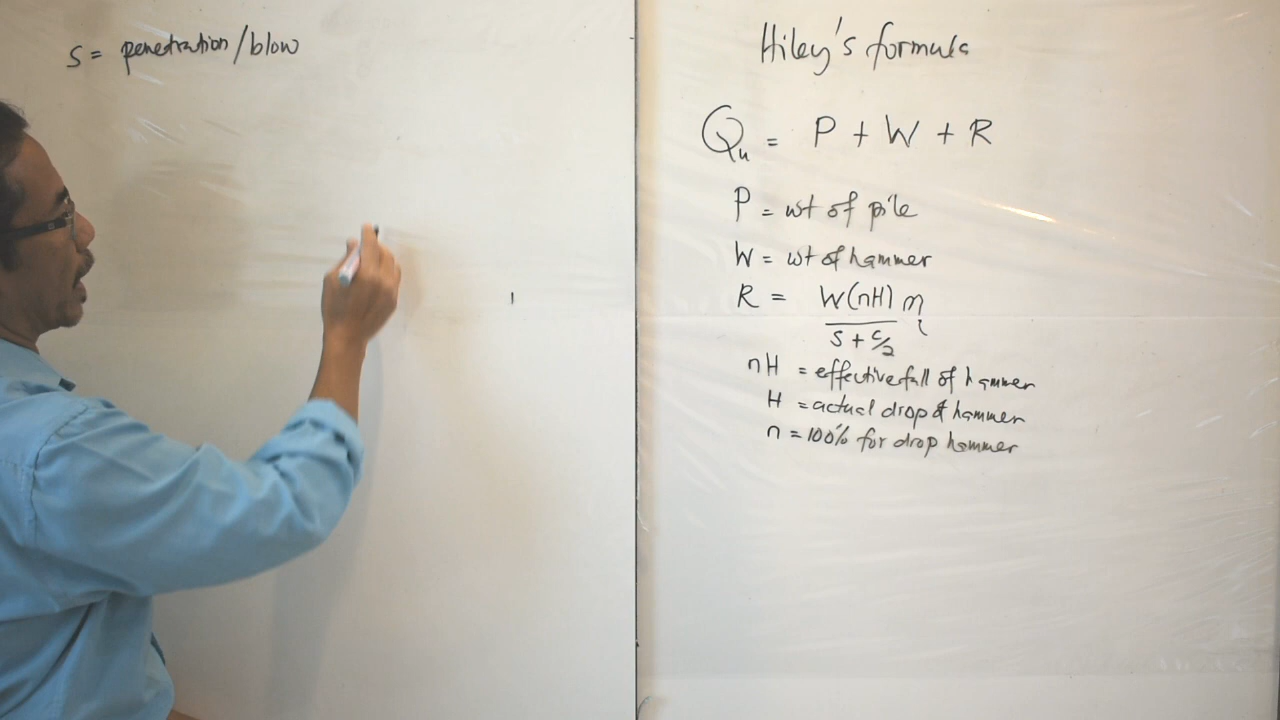 S = penetration/blow
Hiley's formula
Qu = P + W + R
P = wt of pile
W = wt of hammer
R = W(nH) η
S + c/2
nH = effective fall of hammer
H = actual drop of hammer
n = 100% for drop hammer